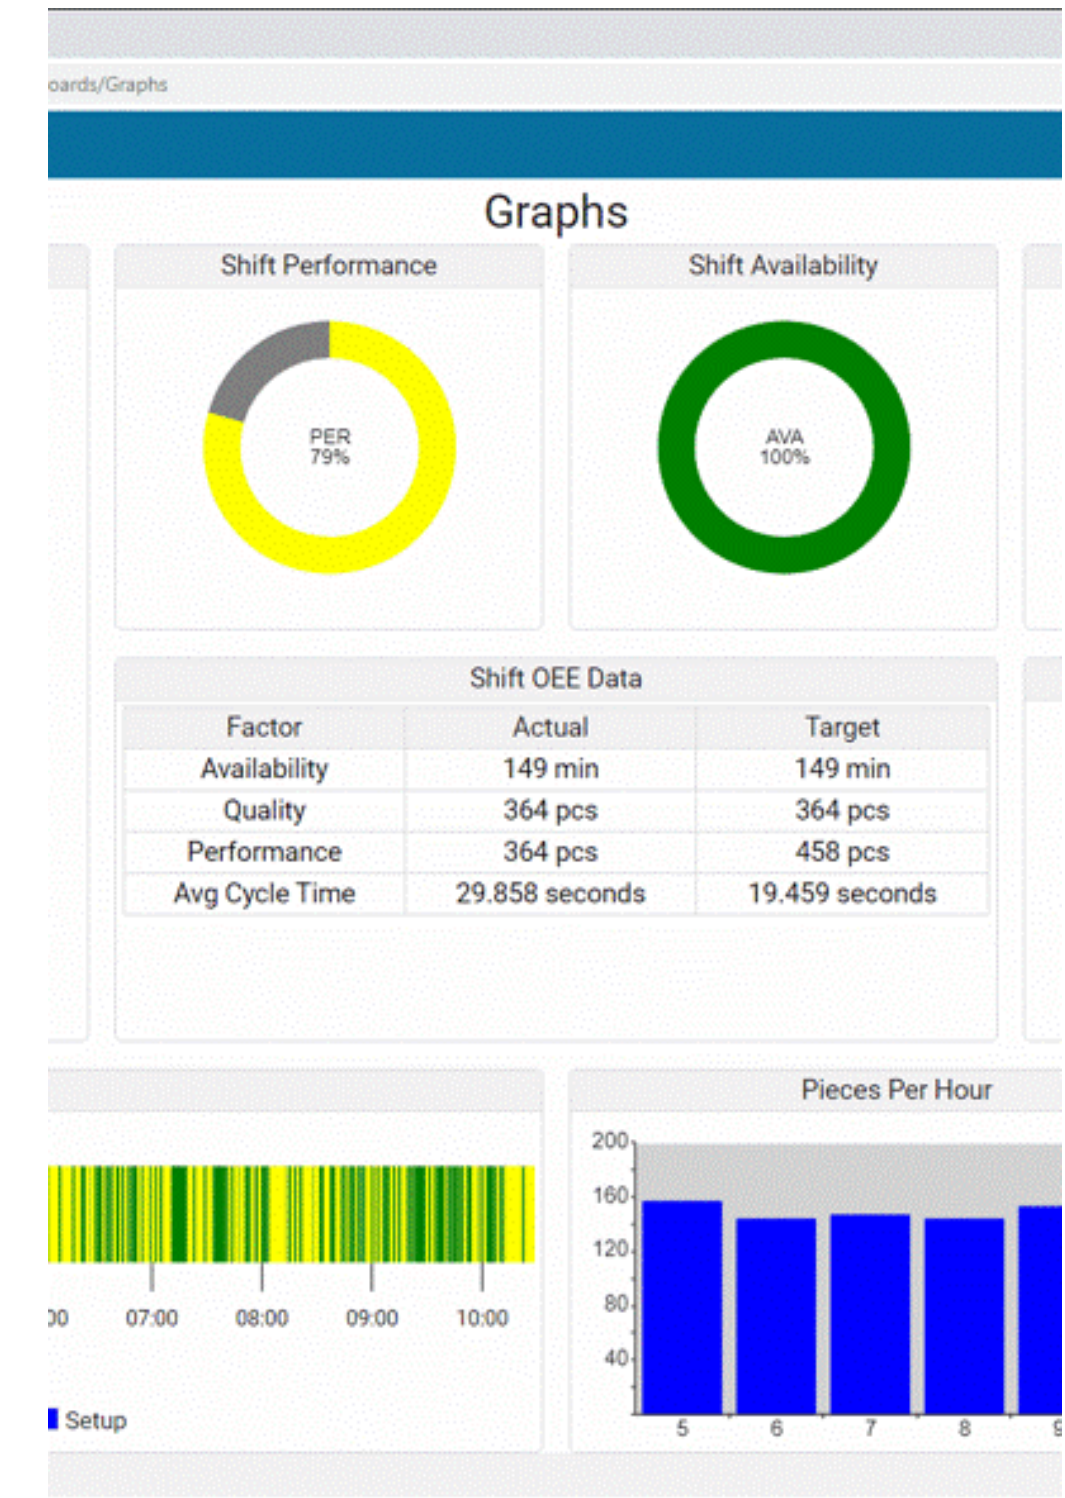 oards/Graphs
Graphs
Shift Performance
Shift Availability
PER
79%
AVA
100%
Shift OEE Data
Factor Actual Target
Availability 149 min 149 min
Quality 364 pcs 364 pcs
Performance 364 pcs 458 pcs
Avg Cycle Time 29.858 seconds 19.459 seconds
00 07:00 08:00 09:00 10:00
Setup
Pieces Per Hour
200
160
120
80
40
5 6 7 8 9